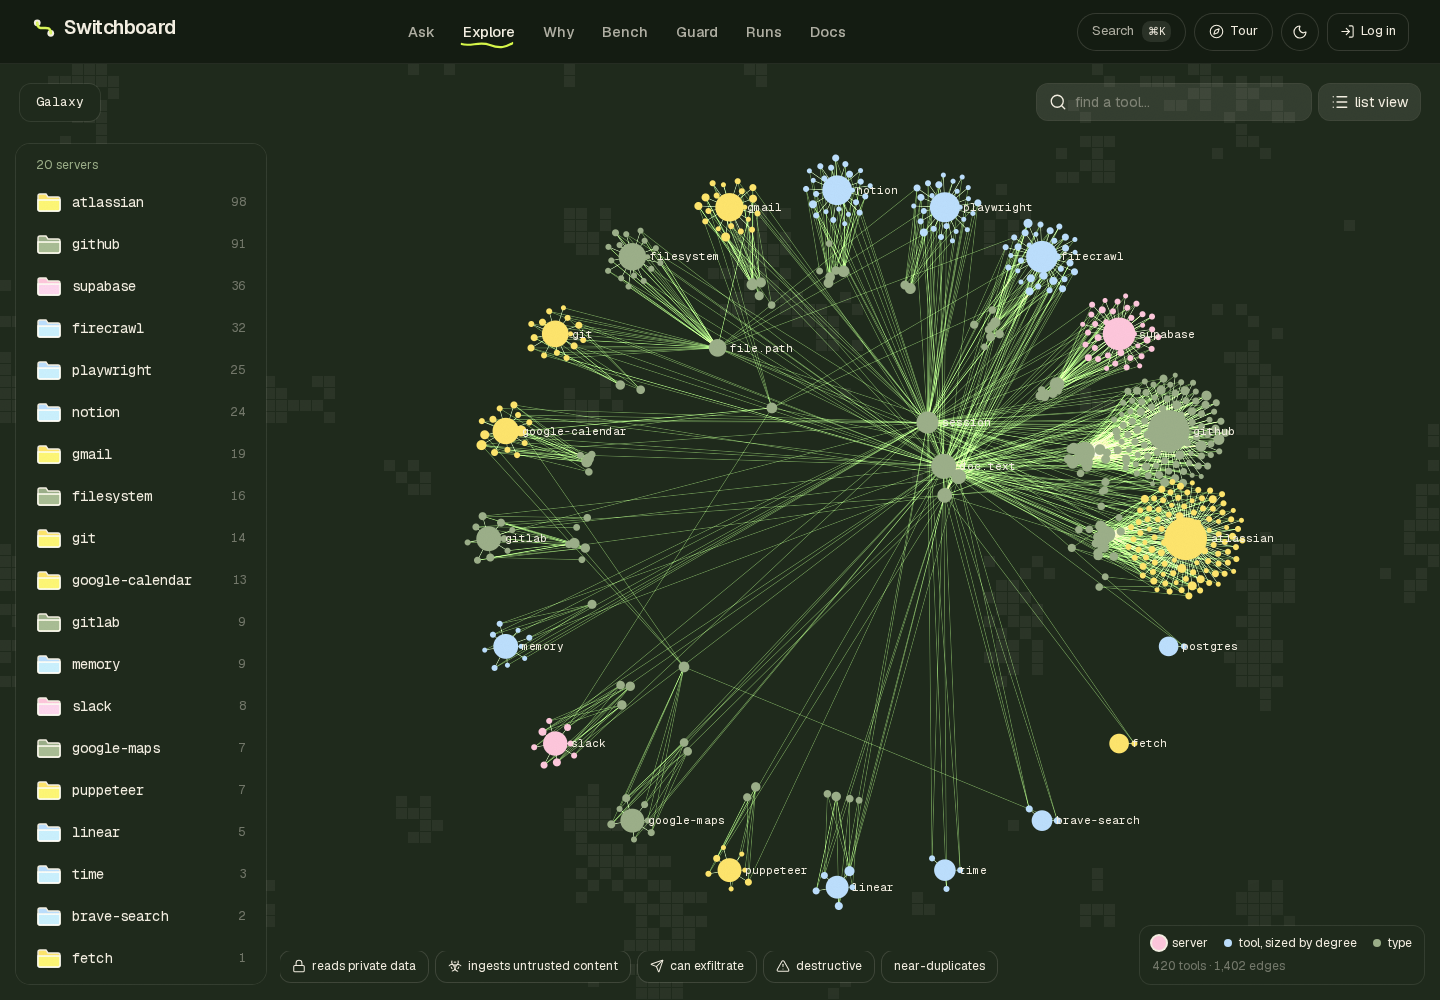 Switchboard
Ask
Explore
Why
Bench
Guard
Runs
Docs
Search ⌘K
Tour
Log in
Galaxy
find a tool...
list view
20 servers
atlassian 98
github 91
supabase 36
firecrawl 32
playwright 25
notion 24
gmail 19
filesystem 16
git 14
google-calendar 13
gitlab 9
memory 9
slack 8
google-maps 7
puppeteer 7
linear 5
time 3
brave-search 2
fetch 1
notion
gmail
playwright
filesystem
firecrawl
git
supabase
file.path
google-calendar
github
gitlab
atlassian
memory
postgres
slack
fetch
google-maps
brave-search
puppeteer
time
linear
reads private data
ingests untrusted content
can exfiltrate
destructive
near-duplicates
server
tool, sized by degree
type
420 tools · 1,402 edges